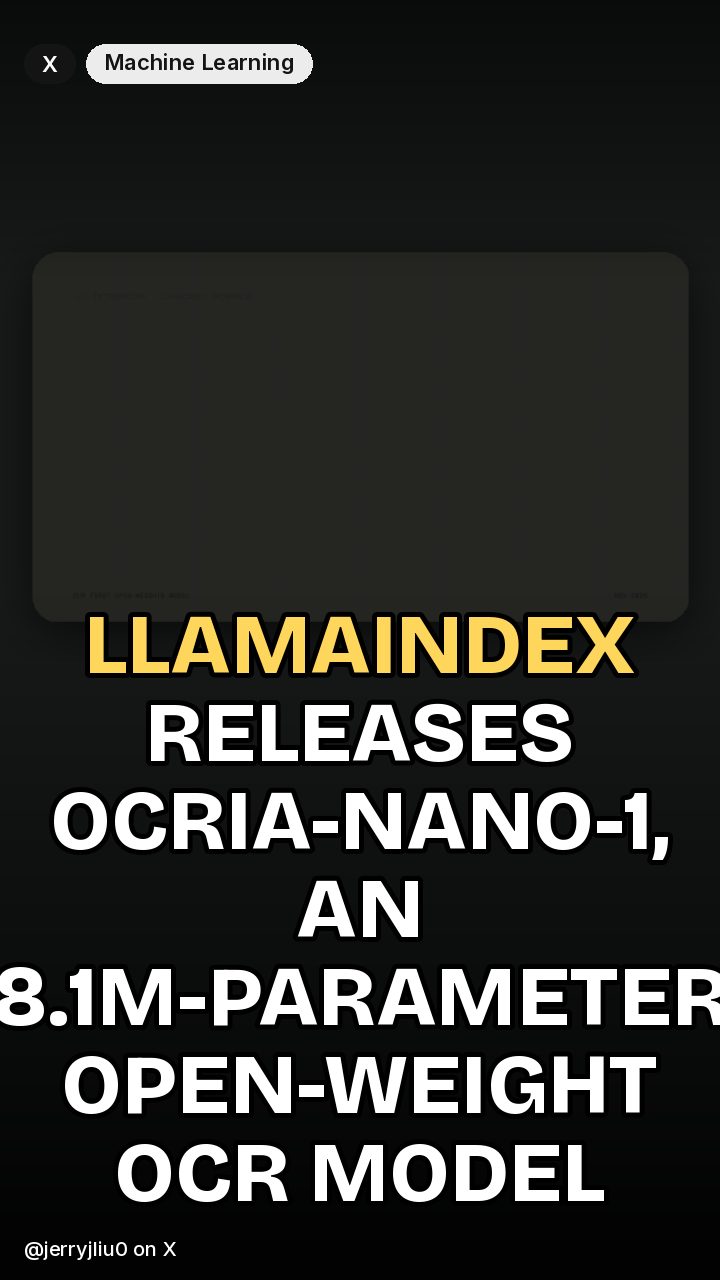 X
Machine Learning
LLAMAINDEX
RELEASES
OCRIA-NANO-1,
AN
8.1M-PARAMETER
OPEN-WEIGHT
OCR MODEL
@jerryjliu0 on X